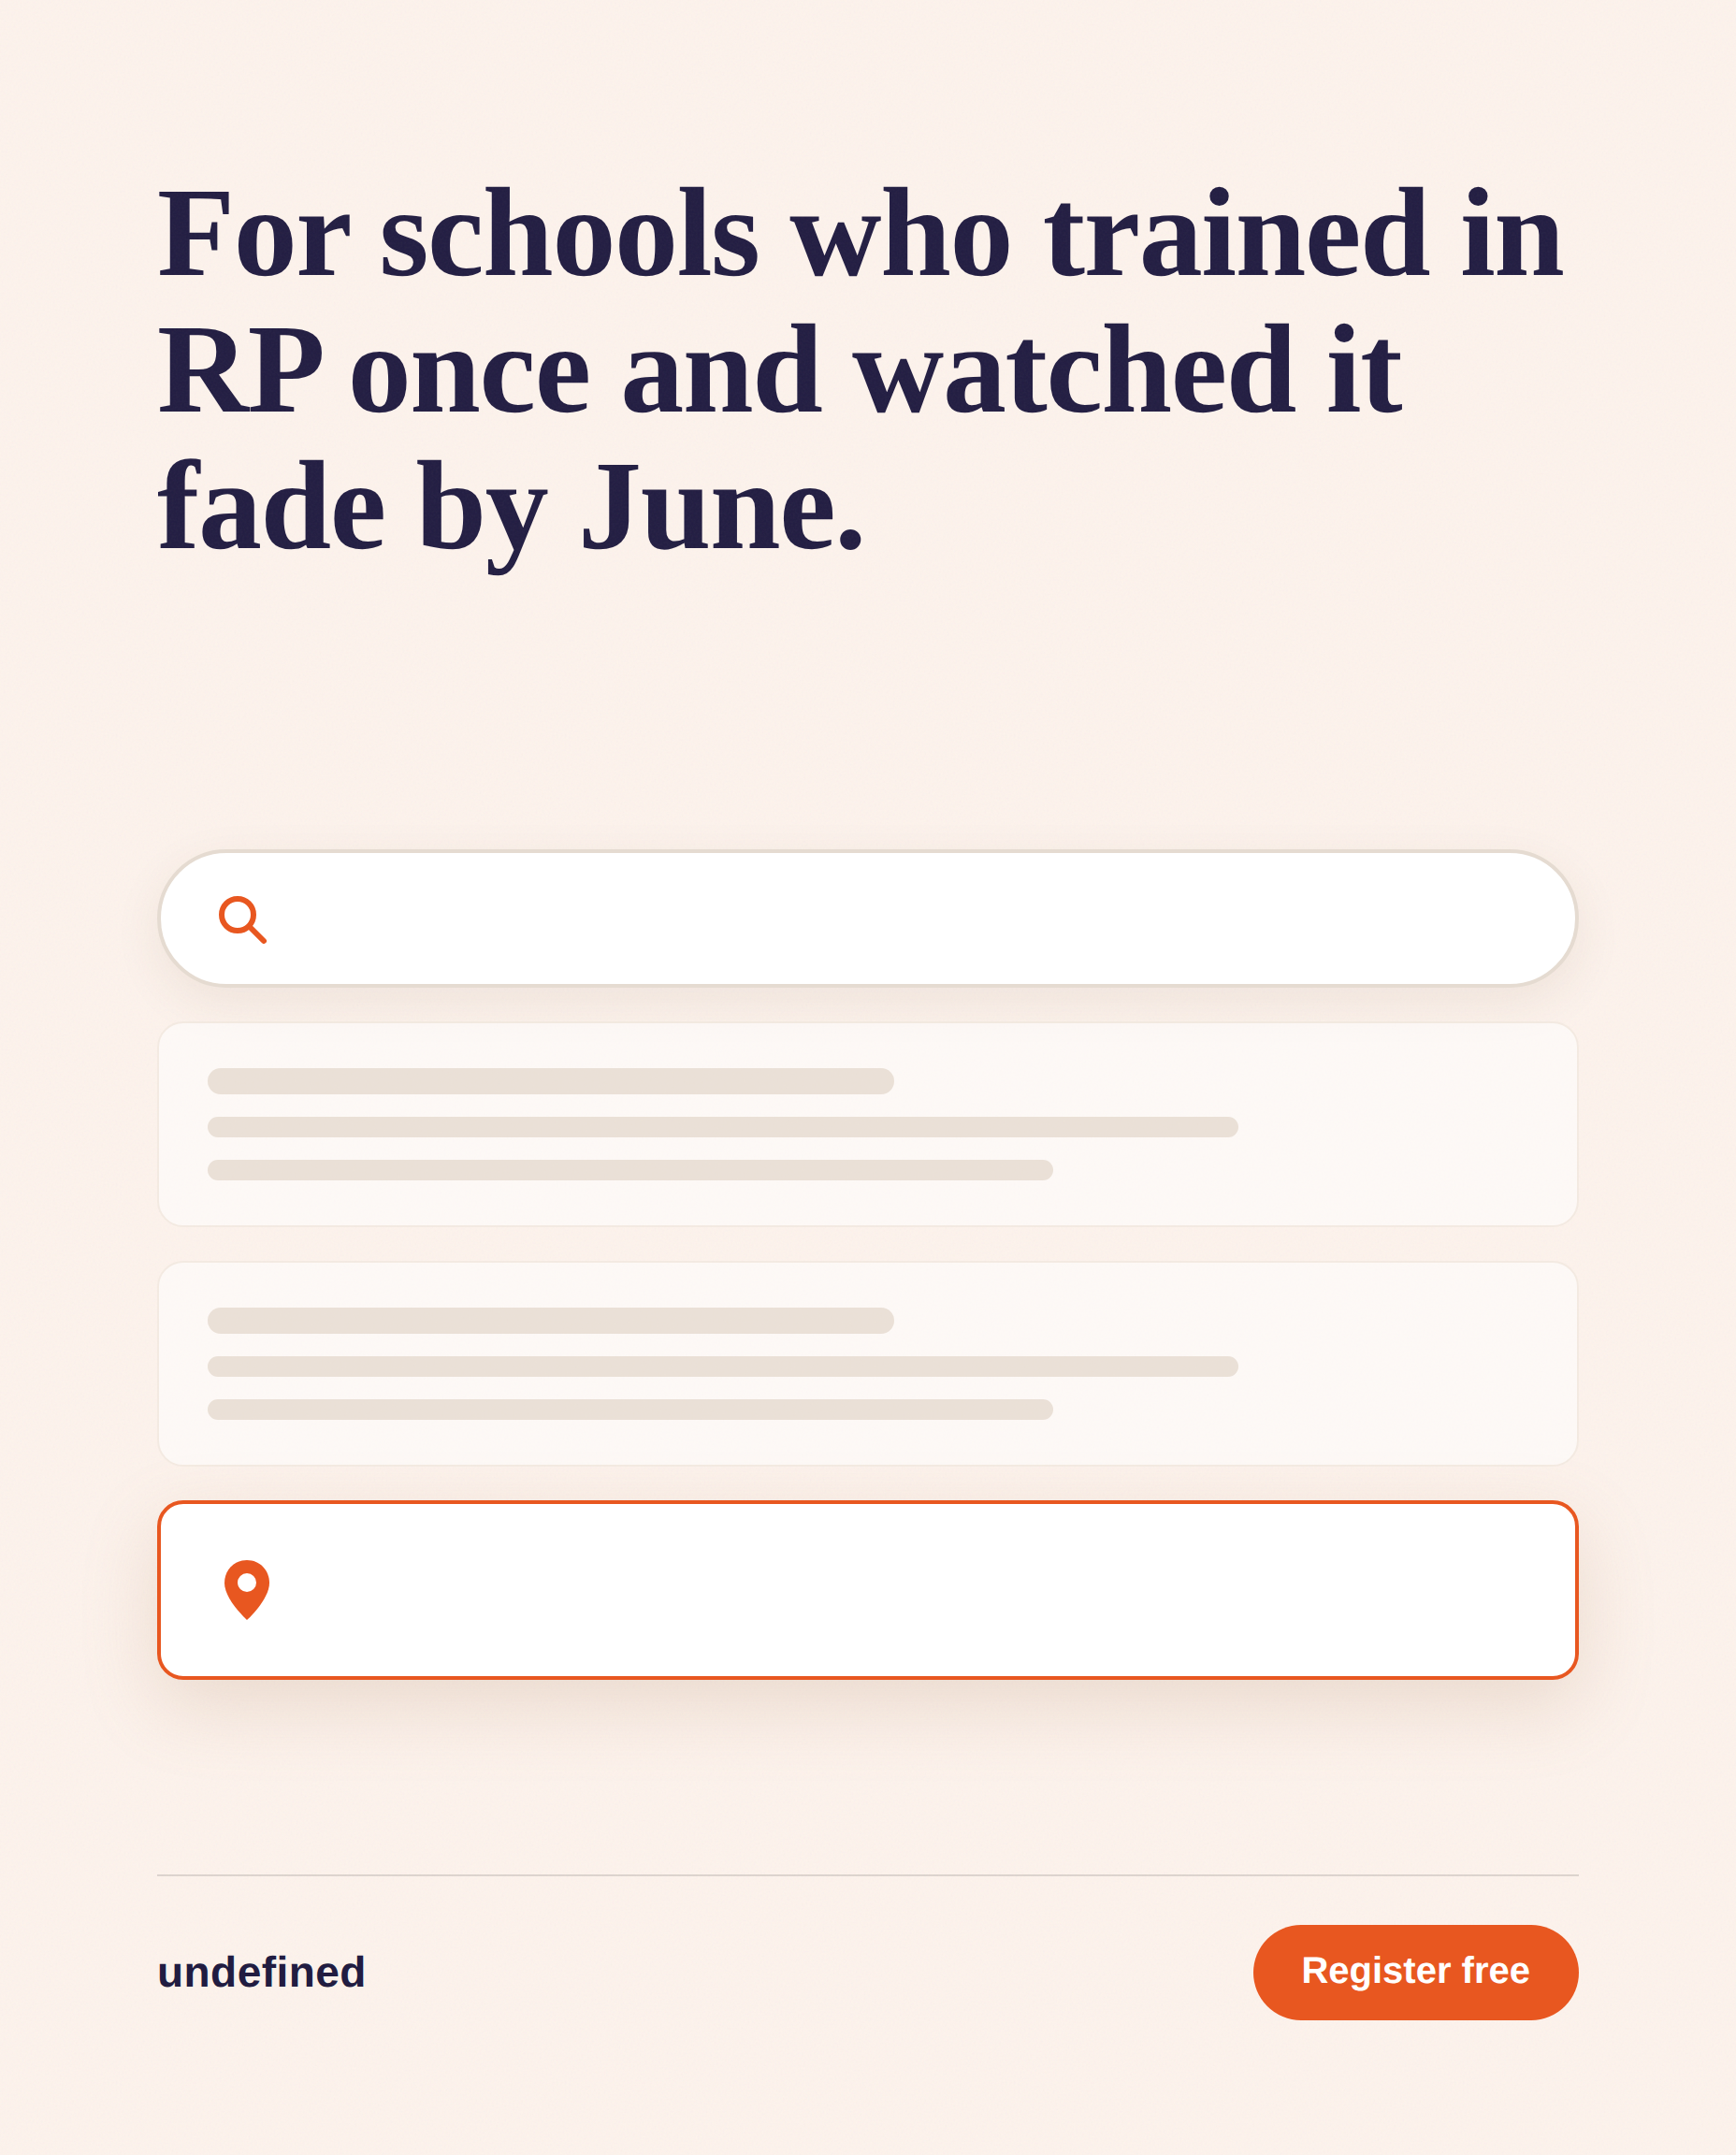 For schools who trained in
RP once and watched it
fade by June.
undefined
Register free